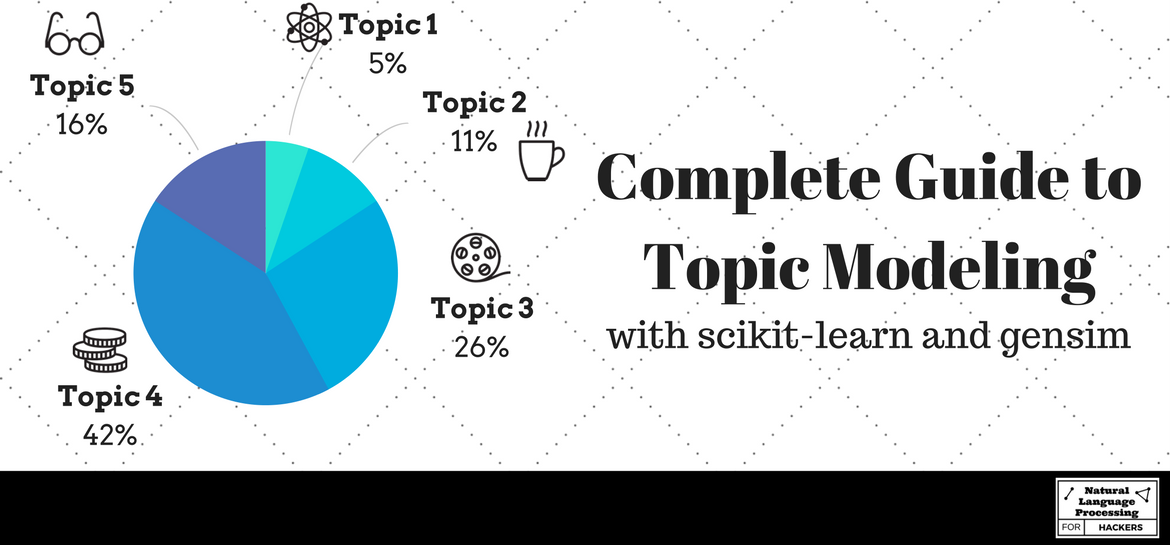 Topic 1
5%
Topic 2
11%
Topic 3
26%
Topic 4
42%
Topic 5
16%
Complete Guide to
Topic Modeling
with scikit-learn and gensim
Natural
Language
Processing
FOR HACKERS